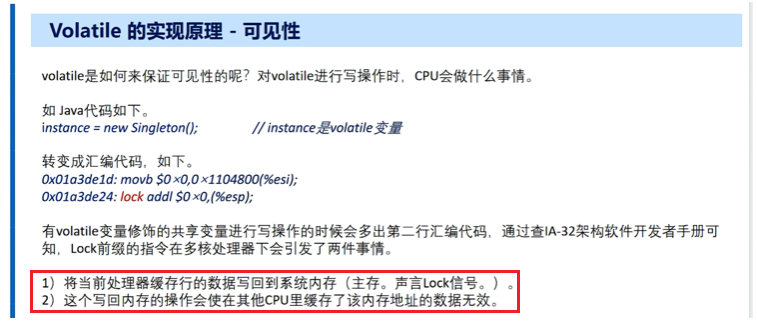 Volatile 的实现原理 - 可见性
volatile是如何来保证可见性的呢？对volatile进行写操作时，CPU会做什么事情。
如 Java代码如下。
instance = new Singleton(); // instance是volatile变量
转变成汇编代码，如下。
0x01a3de1d: movb $0×0,0×1104800(%esi);
0x01a3de24: lock addl $0×0,(%esp);
有volatile变量修饰的共享变量进行写操作的时候会多出第二行汇编代码，通过查IA-32架构软件开发者手册可
知，Lock前缀的指令在多核处理器下会引发了两件事情。
1）将当前处理器缓存行的数据写回到系统内存（主存。声言Lock信号。）。
2）这个写回内存的操作会使在其他CPU里缓存了该内存地址的数据无效。